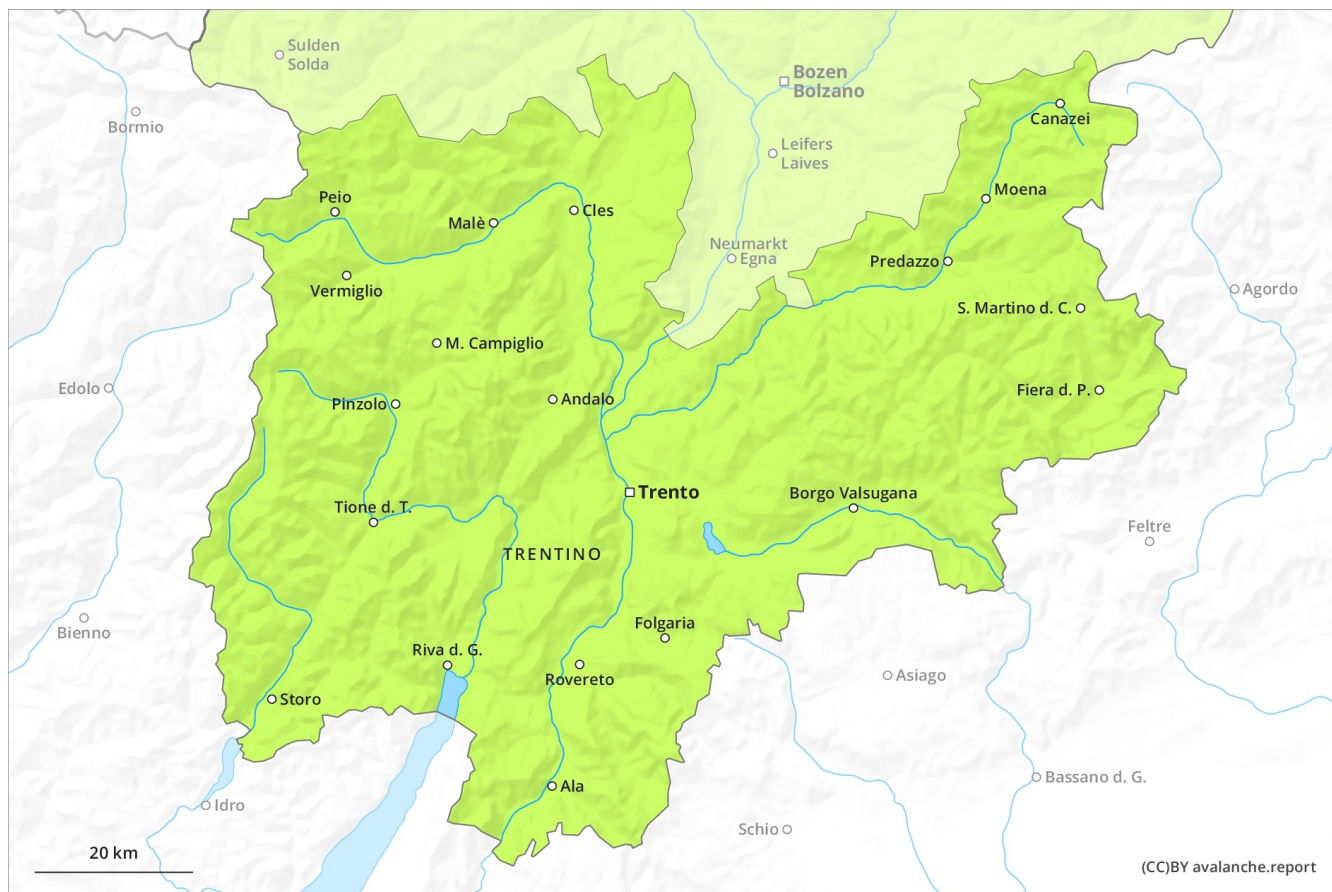 Sulden
Solda
Bozen
Bolzano
Bormio
Canazei
Leifers
Laives
Moena
Peio
Malè
Cles
Neumarkt
Egna
Predazzo
Vermiglio
Agordo
S. Martino d. C.
M. Campiglio
Edolo
Fiera d. P.
Pinzolo
Andalo
Trento
Borgo Valsugana
Tione d. T.
Feltre
TRENTINO
Bienno
Folgaria
Riva d. G.
Rovereto
Asiago
Storo
Bassano d. G.
Ala
Idro
Schio
20 km
(CC)BY avalanche.report